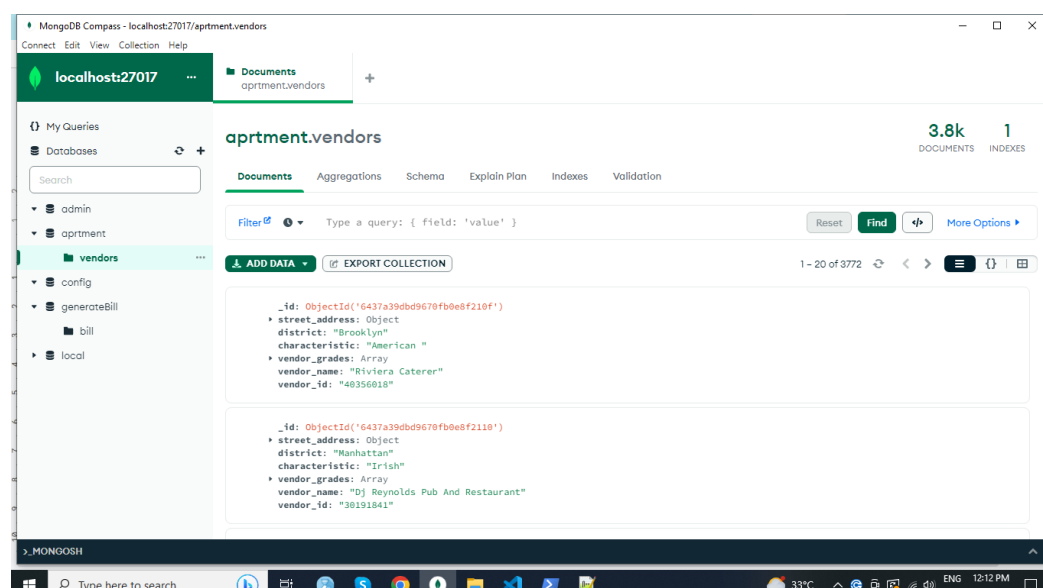 MongoDB Compass - localhost:27017/aprtment.vendors
Connect Edit View Collection Help
localhost:27017 ...
Documents
aprtment.vendors
+
{} My Queries
Databases
Search
admin
aprtment
vendors ...
config
generateBill
bill
local
aprtment.vendors
3.8k 1
DOCUMENTS INDEXES
Documents Aggregations Schema Explain Plan Indexes Validation
Filter Type a query: { field: 'value' } Reset Find </> More Options
ADD DATA EXPORT COLLECTION 1 – 20 of 3772 {}
_id: ObjectId('6437a39dbd9670fb0e8f210f')
street_address: Object
district: "Brooklyn"
characteristic: "American "
vendor_grades: Array
vendor_name: "Riviera Caterer"
vendor_id: "40356018"
_id: ObjectId('6437a39dbd9670fb0e8f2110')
street_address: Object
district: "Manhattan"
characteristic: "Irish"
vendor_grades: Array
vendor_name: "Dj Reynolds Pub And Restaurant"
vendor_id: "30191841"
>_MONGOSH
Type here to search 33°C ENG 12:12 PM